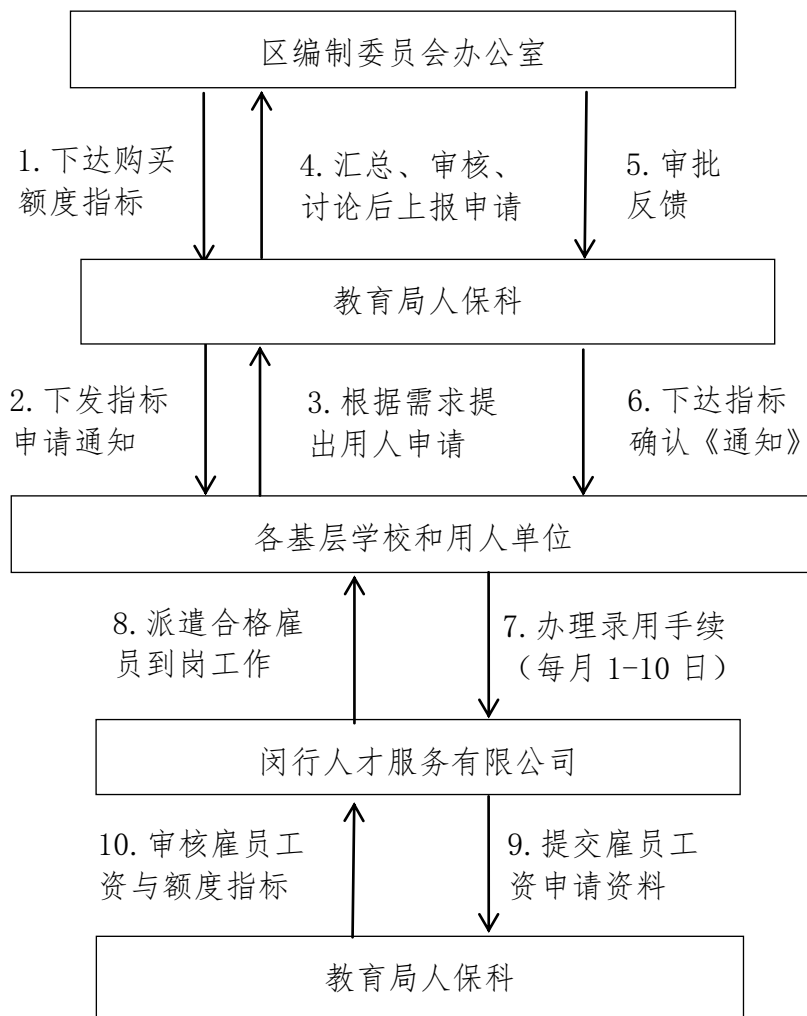 区编制委员会办公室
1.下达购买
额度指标
4.汇总、审核、
讨论后上报申请
5.审批
反馈
教育局人保科
2.下发指标
申请通知
3.根据需求提
出用人申请
6.下达指标
确认《通知》
各基层学校和用人单位
8.派遣合格雇
员到岗工作
7.办理录用手续
（每月 1-10 日）
闵行人才服务有限公司
10.审核雇员工
资与额度指标
9.提交雇员工
资申请资料
教育局人保科